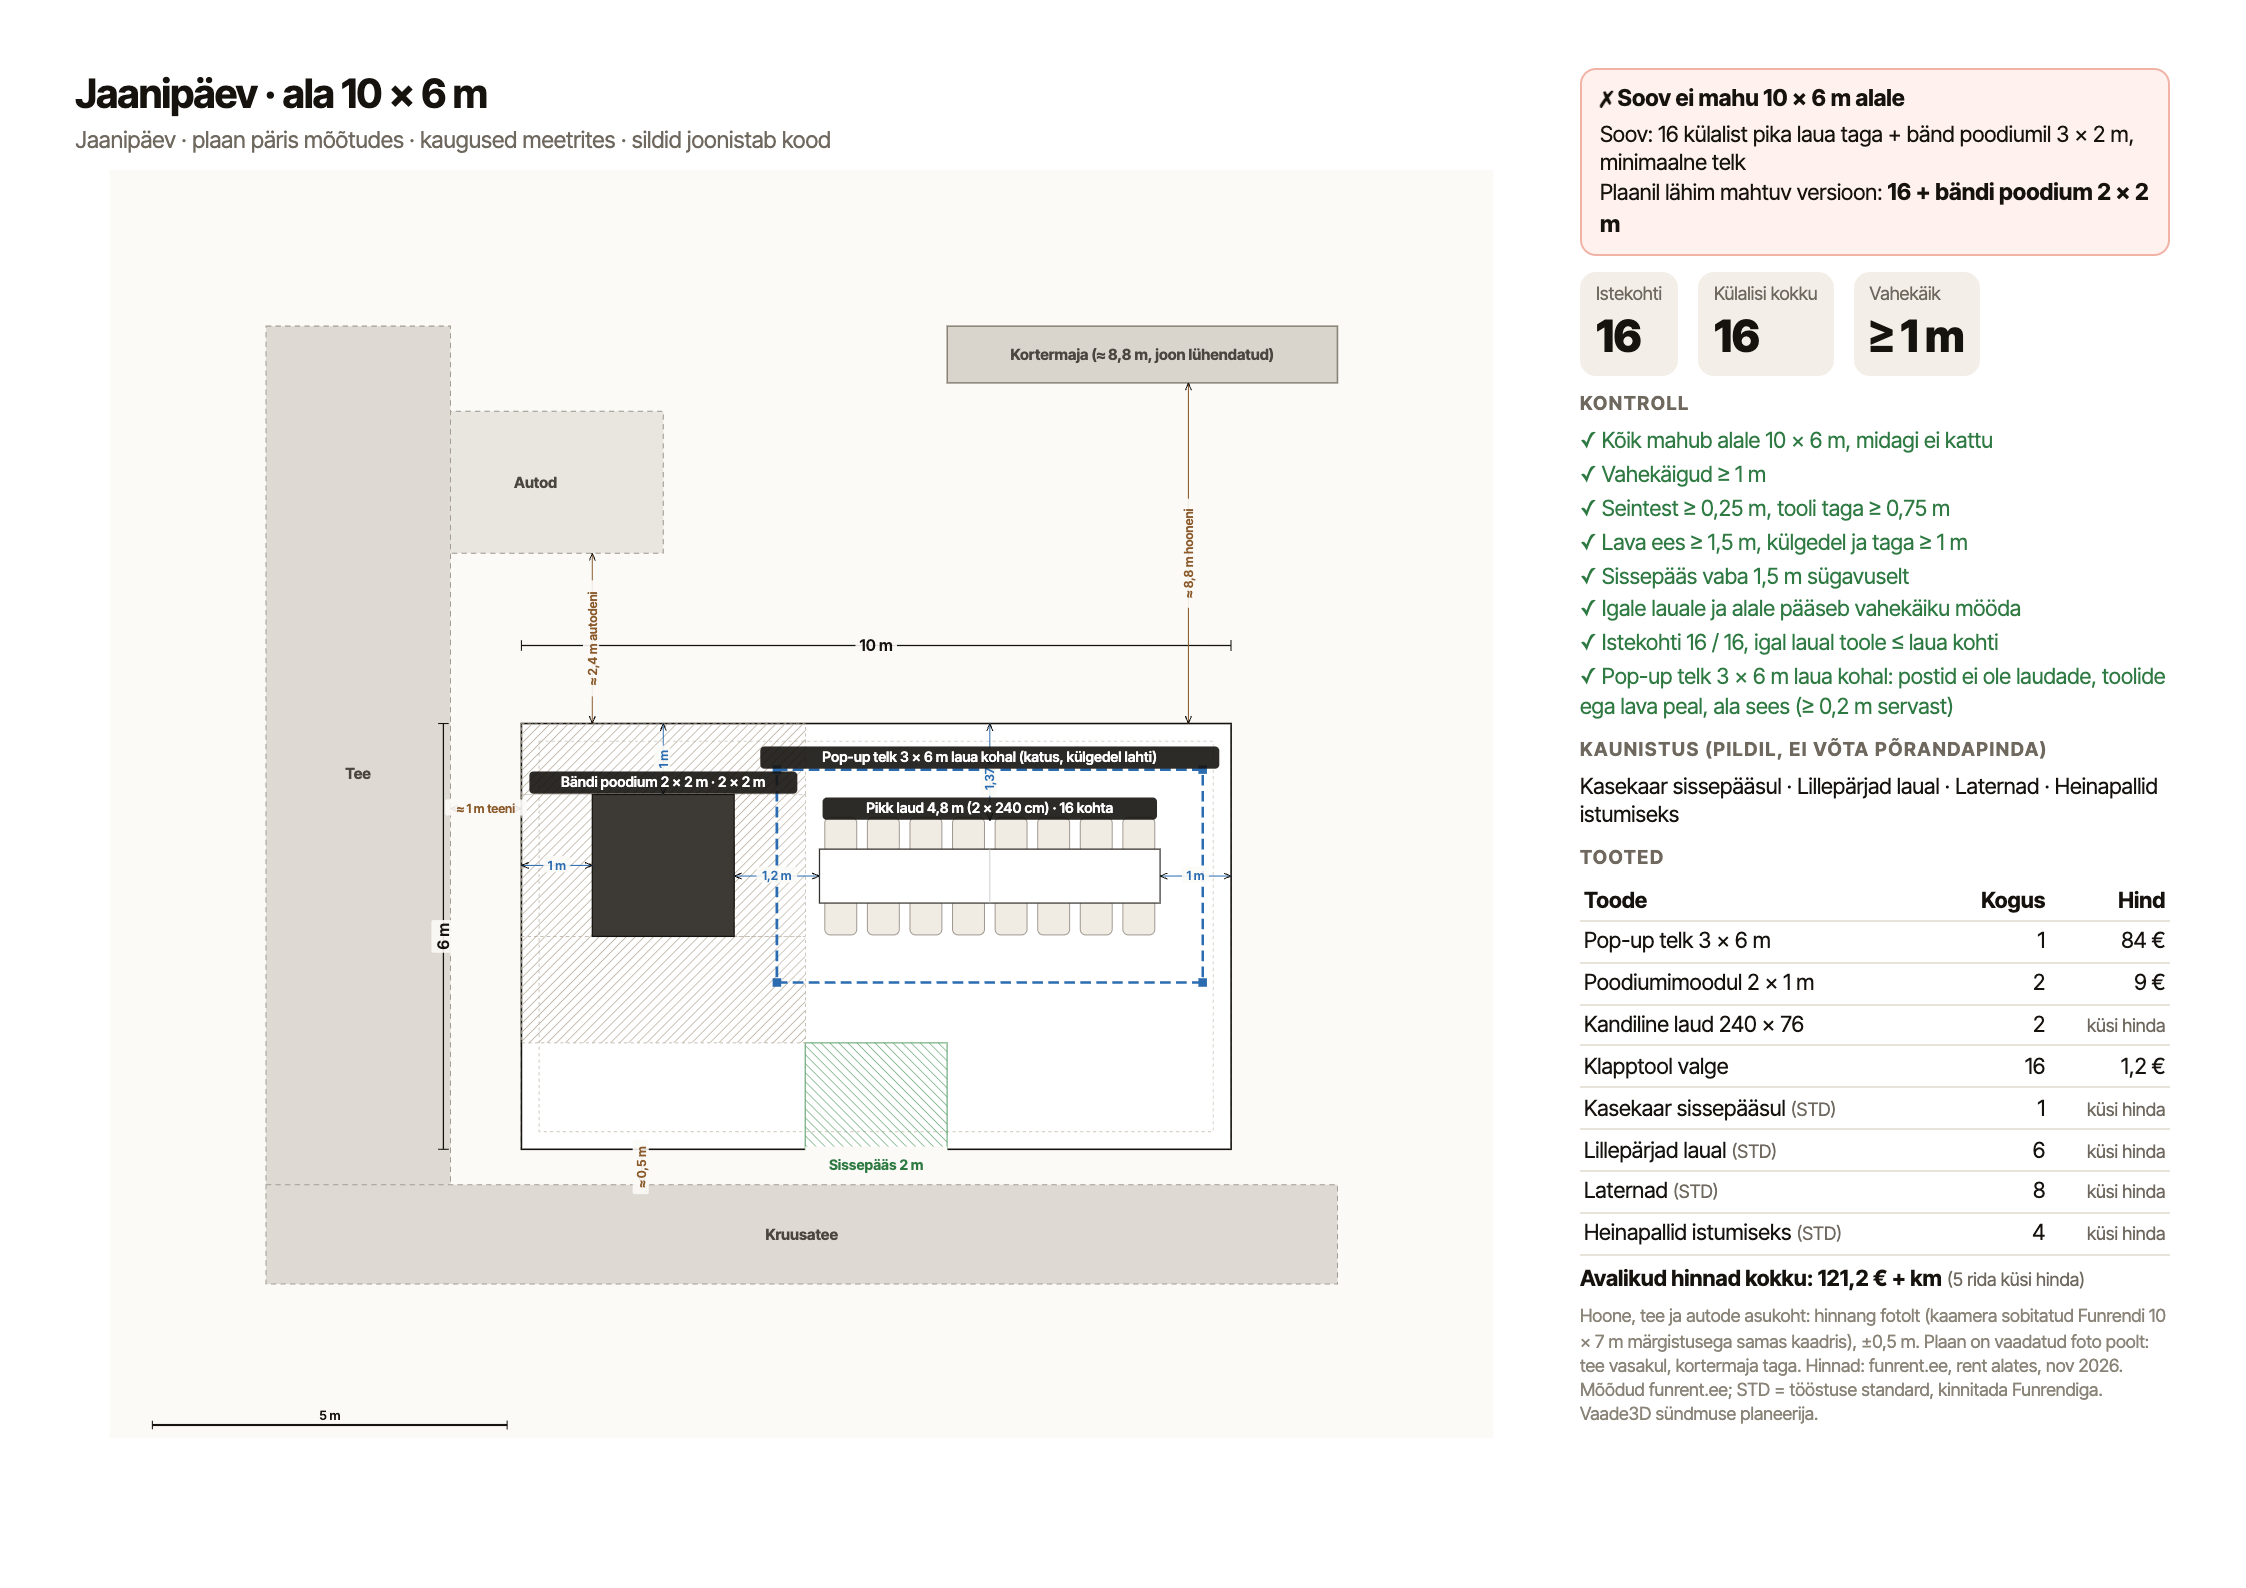 Jaanipäev · ala 10 × 6 m
Jaanipäev · plaan päris mõõtudes · kaugused meetrites · sildid joonistab kood
Kortermaja (≈ 8,8 m, joon lühendatud)
Autod
≈ 8,8 m hooneni
≈ 2,4 m autodeni
10 m
Tee
1 m
Pop-up telk 3 × 6 m laua kohal (katus, külgedel lahti)
1,37
Bändi poodium 2 × 2 m · 2 × 2 m
≈ 1 m teeni
Pikk laud 4,8 m (2 × 240 cm) · 16 kohta
1 m
1,2 m
1 m
6 m
≈ 0,5 m
Sissepääs 2 m
Kruusatee
5 m
✗ Soov ei mahu 10 × 6 m alale
Soov: 16 külalist pika laua taga + bänd poodiumil 3 × 2 m,
minimaalne telk
Plaanil lähim mahtuv versioon: 16 + bändi poodium 2 × 2
m
Istekohti
16
Külalisi kokku
16
Vahekäik
≥ 1 m
KONTROLL
✓ Kõik mahub alale 10 × 6 m, midagi ei kattu
✓ Vahekäigud ≥ 1 m
✓ Seintest ≥ 0,25 m, tooli taga ≥ 0,75 m
✓ Lava ees ≥ 1,5 m, külgedel ja taga ≥ 1 m
✓ Sissepääs vaba 1,5 m sügavuselt
✓ Igale lauale ja alale pääseb vahekäiku mööda
✓ Istekohti 16 / 16, igal laual toole ≤ laua kohti
✓ Pop-up telk 3 × 6 m laua kohal: postid ei ole laudade, toolide
ega lava peal, ala sees (≥ 0,2 m servast)
KAUNISTUS (PILDIL, EI VÕTA PÕRANDAPINDA)
Kasekaar sissepääsul · Lillepärjad laual · Laternad · Heinapallid
istumiseks
TOOTED
Toode Kogus Hind
Pop-up telk 3 × 6 m 1 84 €
Poodiumimoodul 2 × 1 m 2 9 €
Kandiline laud 240 × 76 2 küsi hinda
Klapptool valge 16 1,2 €
Kasekaar sissepääsul (STD) 1 küsi hinda
Lillepärjad laual (STD) 6 küsi hinda
Laternad (STD) 8 küsi hinda
Heinapallid istumiseks (STD) 4 küsi hinda
Avalikud hinnad kokku: 121,2 € + km (5 rida küsi hinda)
Hoone, tee ja autode asukoht: hinnang fotolt (kaamera sobitatud Funrendi 10
× 7 m märgistusega samas kaadris), ±0,5 m. Plaan on vaadatud foto poolt:
tee vasakul, kortermaja taga. Hinnad: funrent.ee, rent alates, nov 2026.
Mõõdud funrent.ee; STD = tööstuse standard, kinnitada Funrendiga.
Vaade3D sündmuse planeerija.